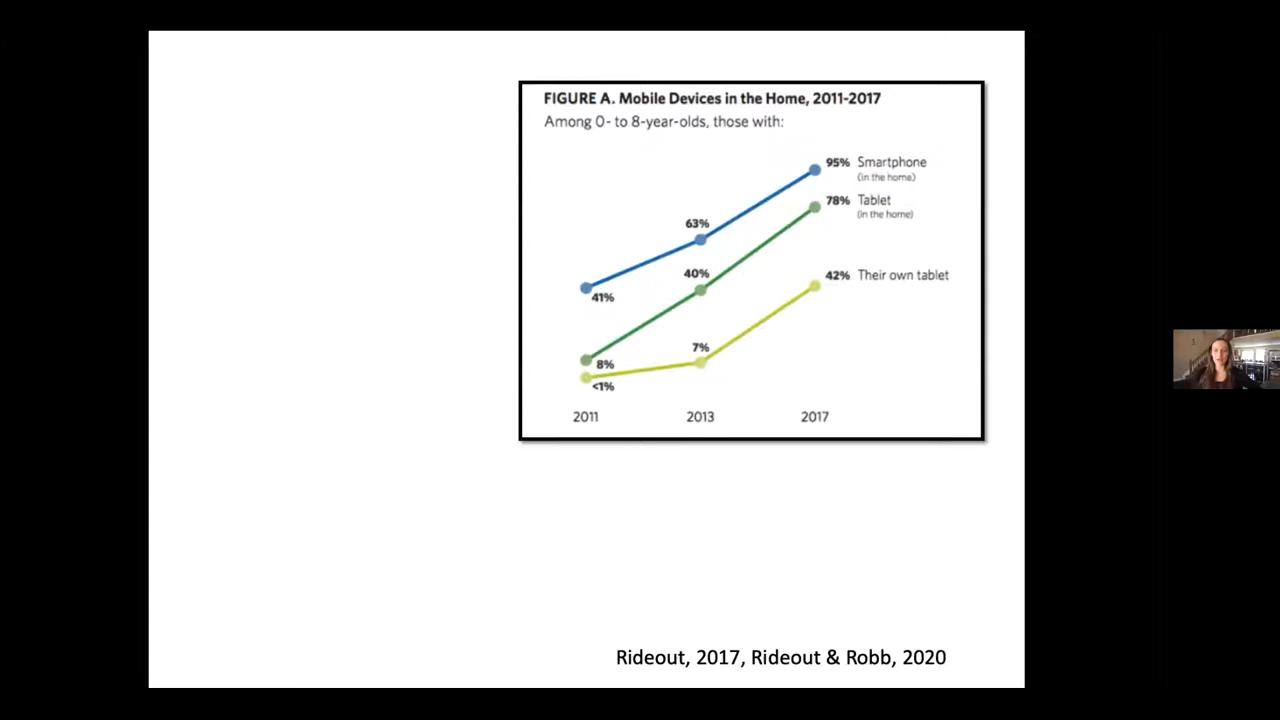 FIGURE A. Mobile Devices in the Home, 2011-2017
Among 0- to 8-year-olds, those with:
95% Smartphone
(in the home)
78% Tablet
(in the home)
63%
40%
42% Their own tablet
41%
7%
8%
<1%
2011 2013 2017
Rideout, 2017, Rideout & Robb, 2020